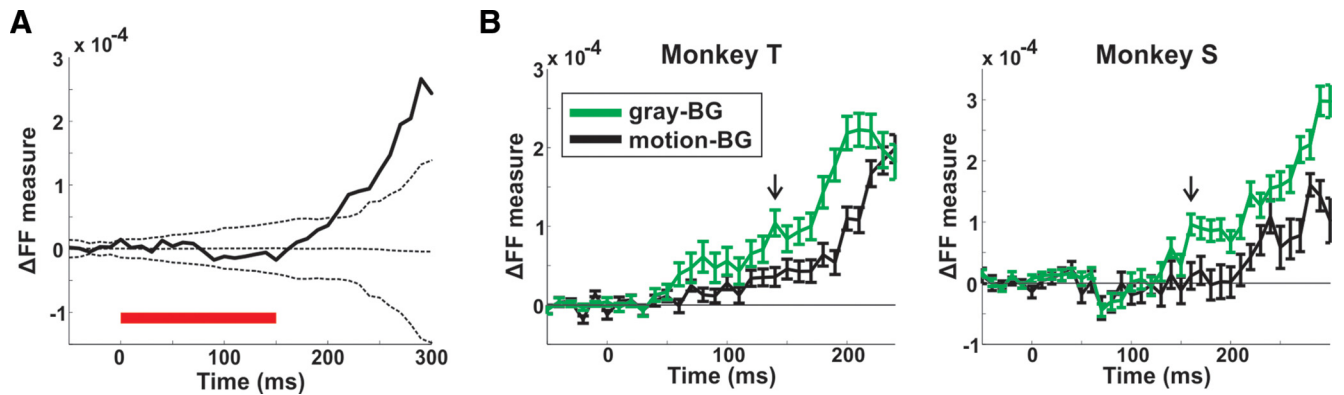 A
x 10-4
ΔFF measure
3
2
1
0
-1
0
100
200
300
Time (ms)
B
Monkey T
x 10-4
ΔFF measure
3
2
1
0
gray-BG
motion-BG
0
100
200
Time (ms)
Monkey S
x 10-4
ΔFF measure
3
2
1
0
-1
0
100
200
Time (ms)